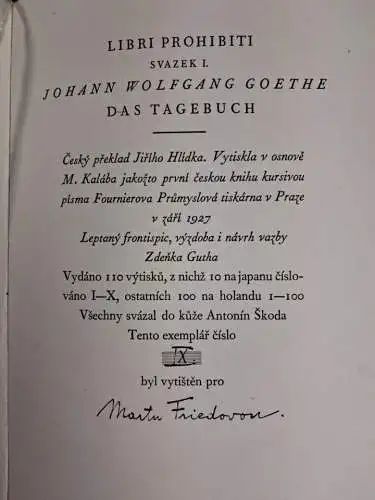 LIBRI PROHIBITI
SVAZEK I.
JOHANN WOLFGANG GOETHE
DAS TAGEBUCH
Český překlad Jiřího Hlídka. Vytiskla v osnově
M. Kalába jakožto první českou knihu kursivou
písma Fournierova Průmyslová tiskárna v Praze
v září 1927
Leptaný frontispic, výzdoba i návrh vazby
Zdeňka Gutha
Vydáno 110 výtisků, z nichž 10 na japanu číslo-
váno I—X, ostatních 100 na holandu 1—100
Všechny svázal do kůže Antonín Škoda
Tento exemplář číslo
IX.
byl vytištěn pro
Martu Friedovou.